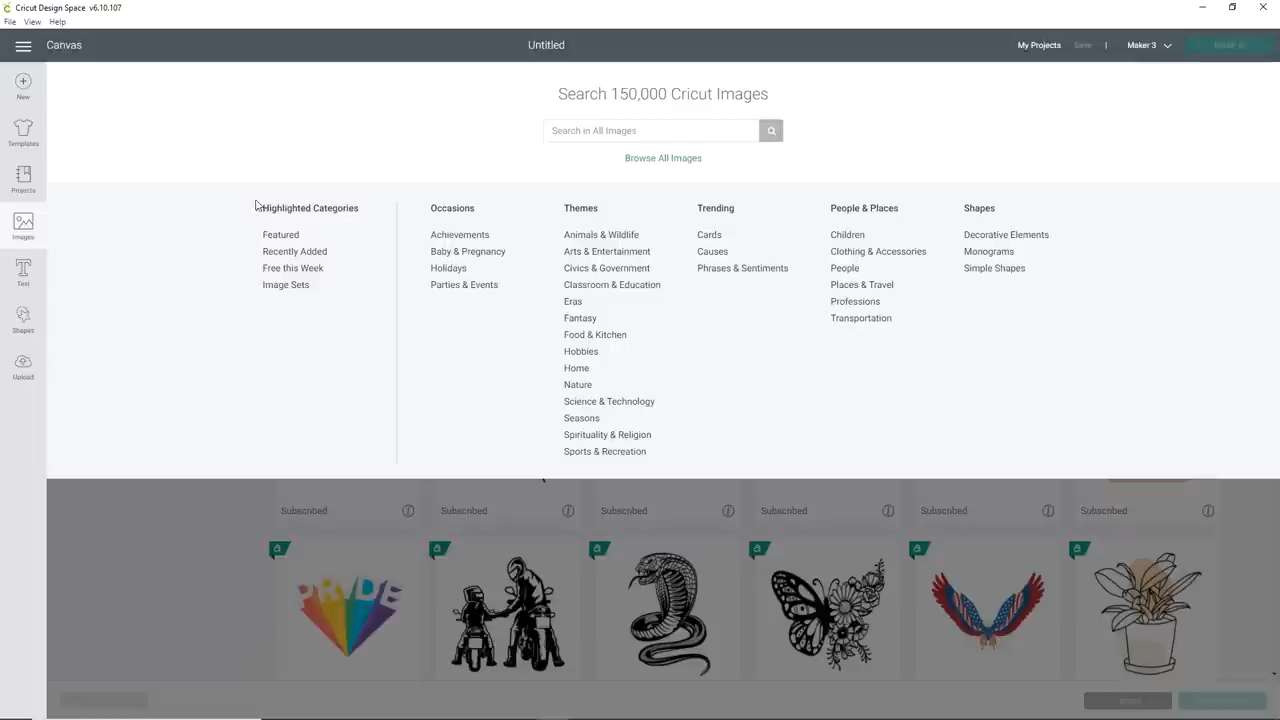 Cricut Design Space v6.10.107
File View Help
Canvas
Untitled
My Projects Save | Maker 3
New
Templates
Projects
Images
Text
Shapes
Upload
Search 150,000 Cricut Images
Search in All Images
Browse All Images
Highlighted Categories
Featured
Recently Added
Free this Week
Image Sets
Occasions
Achievements
Baby & Pregnancy
Holidays
Parties & Events
Themes
Animals & Wildlife
Arts & Entertainment
Civics & Government
Classroom & Education
Eras
Fantasy
Food & Kitchen
Hobbies
Home
Nature
Science & Technology
Seasons
Spirituality & Religion
Sports & Recreation
Trending
Cards
Causes
Phrases & Sentiments
People & Places
Children
Clothing & Accessories
People
Places & Travel
Professions
Transportation
Shapes
Decorative Elements
Monograms
Simple Shapes
Subscribed Subscribed Subscribed Subscribed Subscribed Subscribed
PRIDE